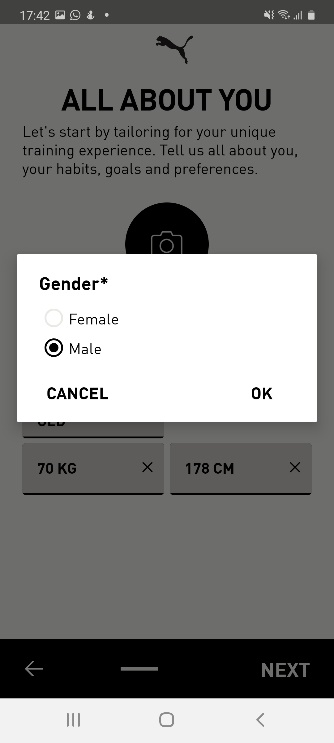 17:42
ALL ABOUT YOU
Let's start by tailoring for your unique
training experience. Tell us all about you,
your habits, goals and preferences.
Gender*
Female
Male
CANCEL
OK
70 KG
178 CM
NEXT